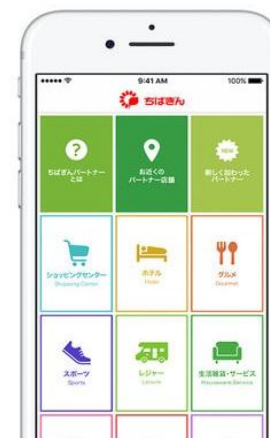 9:41 AM
100%
ちばぎん
?
ちばぎんパートナー
とは
お近くの
パートナー店舗
NEW
新しく加わった
パートナー
ショッピングセンター
Shopping Center
ホテル
Hotel
グルメ
Gourmet
スポーツ
Sports
レジャー
Leisure
生活雑貨・サービス
Houseware Service